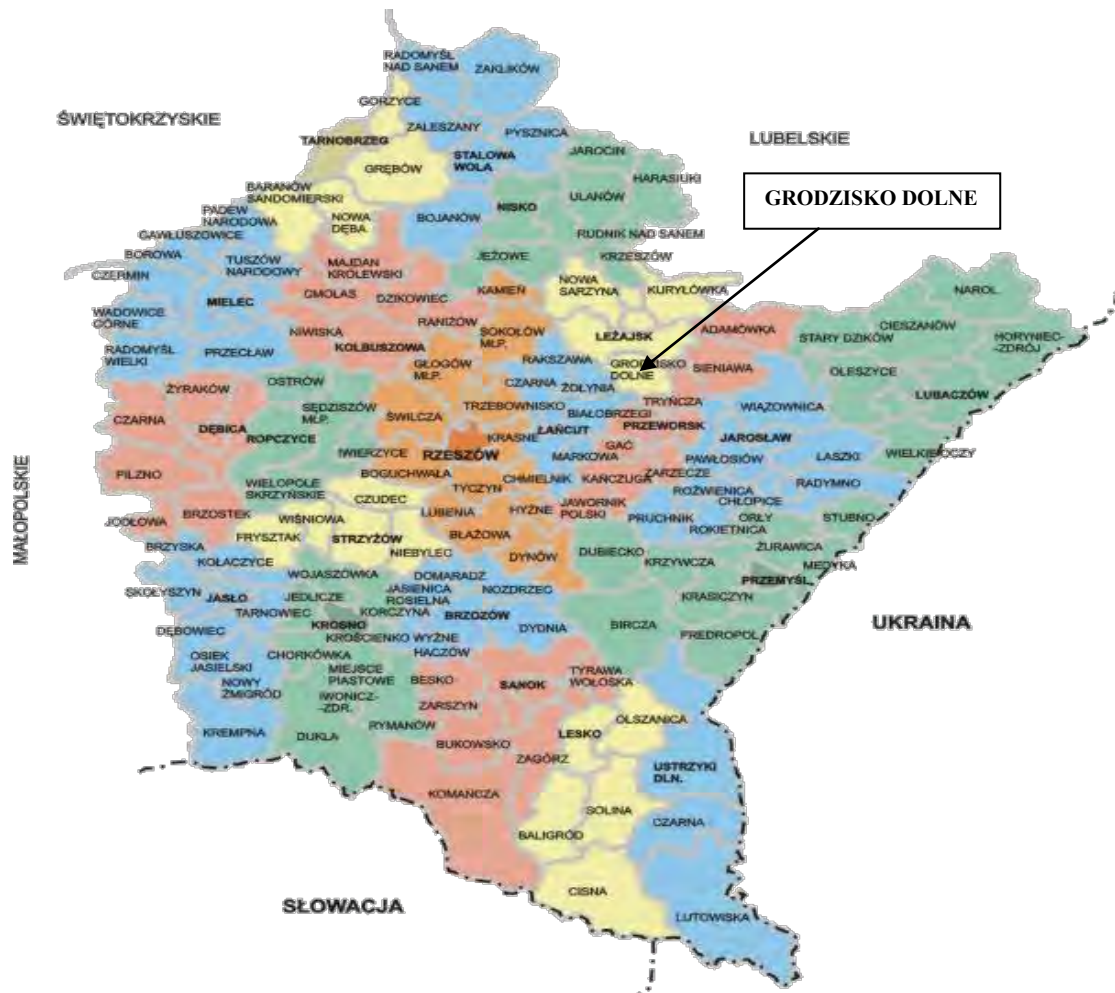 RADOMYŚL
NAD SANEM
ZAKLIKÓW
GORZYCE
ŚWIĘTOKRZYSKIE
ZALESZANY
PYSZNICA
TARNOBRZEG
LUBELSKIE
STALOWA
WOLA
JAROCIN
GRĘBÓW
HARASIUKI
BARANÓW
SANDOMIERSKI
ULANÓW
GRODZISKO DOLNE
NISKO
PADEW
NARODOWA
NOWA
DĘBA
BOJANÓW
GAWŁUSZOWICE
RUDNIK NAD SANEM
BOROWA
TUSZÓW
NARODOWY
MAJDAN
KRÓLEWSKI
JEŻOWE
KRZESZÓW
CZERMIN
NOWA
SARZYNA
KURYŁÓWKA
NAROL
MIELEC
CMOLAS
DZIKOWIEC
KAMIEŃ
WADOWICE
GÓRNE
RANIŻÓW
SOKOŁÓW
MŁP.
LEŻAJSK
ADAMÓWKA
STARY DZIKÓW
CIESZANÓW
HORYNIEC-
ZDRÓJ
NIWISKA
KOLBUSZOWA
RADOMYŚL
WIELKI
PRZECŁAW
GŁOGÓW
MŁP.
RAKSZAWA
GRODZISKO
DOLNE
SIENIAWA
OLESZYCE
ŻYRAKÓW
OSTRÓW
CZARNA
ŻOŁYNIA
LUBACZÓW
CZARNA
SĘDZISZÓW
MŁP.
ŚWILCZA
TRZEBOWNISKO
BIAŁOBRZEGI
TRYŃCZA
WIĄZOWNICA
DĘBICA
ROPCZYCE
KRASNE
ŁAŃCUT
PRZEWORSK
JAROSŁAW
RZESZÓW
GAĆ
IWIERZYCE
MARKOWA
PAWŁOSIÓW
LASZKI
WIELKIE OCZY
PILZNO
BOGUCHWAŁA
CHMIELNIK
KAŃCZUGA
ZARZECZE
WIELOPOLE
SKRZYŃSKIE
TYCZYN
ROŹWIENICA
RADYMNO
CZUDEC
JAWORNIK
POLSKI
CHŁOPICE
JODŁOWA
BRZOSTEK
WIŚNIOWA
LUBENIA
HYŻNE
PRUCHNIK
ORŁY
STUBNO
ROKIETNICA
FRYSZTAK
STRZYŻÓW
BŁAŻOWA
BRZYSKA
NIEBYLEC
DYNÓW
DUBIECKO
ŻURAWICA
KOŁACZYCE
KRZYWCZA
MEDYKA
MAŁOPOLSKIE
WOJASZÓWKA
DOMARADZ
PRZEMYŚL
SKOŁYSZYN
JASŁO
JEDLICZE
JASIENICA
ROSIELNA
NOZDRZEC
KRASICZYN
TARNOWIEC
KORCZYNA
BRZOZÓW
DĘBOWIEC
KROSNO
KROŚCIENKO WYŻNE
DYDNIA
BIRCZA
FREDROPOL
UKRAINA
OSIEK
JASIELSKI
CHORKÓWKA
HACZÓW
MIEJSCE
PIASTOWE
BESKO
SANOK
TYRAWA
WOŁOSKA
NOWY
ŻMIGRÓD
IWONICZ-
-ZDR.
ZARSZYN
RYMANÓW
OLSZANICA
KREMPNA
DUKLA
BUKOWSKO
LESKO
ZAGÓRZ
USTRZYKI
DLN.
KOMAŃCZA
SOLINA
CZARNA
BALIGRÓD
CISNA
SŁOWACJA
LUTOWISKA